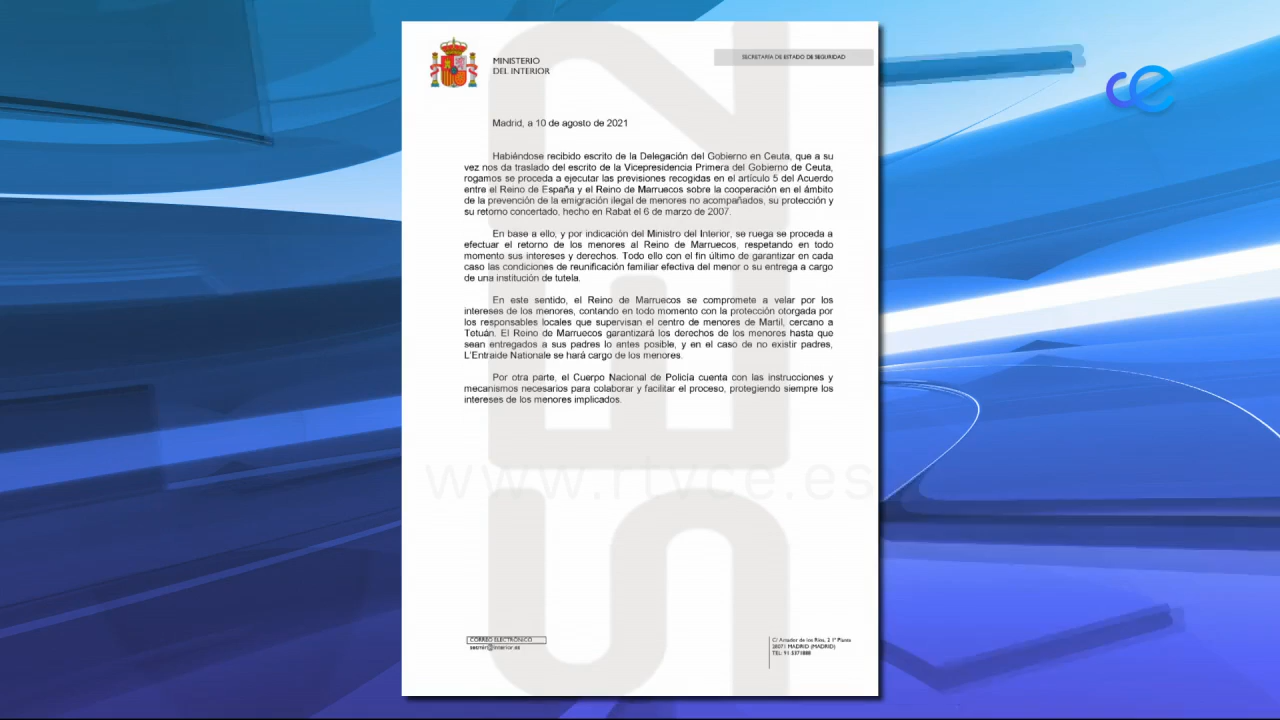 MINISTERIO
DEL INTERIOR
SECRETARÍA DE ESTADO DE SEGURIDAD
ce
Madrid, a 10 de agosto de 2021
Habiéndose recibido escrito de la Delegación del Gobierno en Ceuta, que a su
vez nos da traslado del escrito de la Vicepresidencia Primera del Gobierno de Ceuta,
rogamos se proceda a ejecutar las previsiones recogidas en el artículo 5 del Acuerdo
entre el Reino de España y el Reino de Marruecos sobre la cooperación en el ámbito
de la prevención de la emigración ilegal de menores no acompañados, su protección y
su retorno concertado, hecho en Rabat el 6 de marzo de 2007.
En base a ello, y por indicación del Ministro del Interior, se ruega se proceda a
efectuar el retorno de los menores al Reino de Marruecos, respetando en todo
momento sus intereses y derechos. Todo ello con el fin último de garantizar en cada
caso las condiciones de reunificación familiar efectiva del menor o su entrega a cargo
de una institución de tutela.
En este sentido, el Reino de Marruecos se compromete a velar por los
intereses de los menores, contando en todo momento con la protección otorgada por
los responsables locales que supervisan el centro de menores de Martil, cercano a
Tetuán. El Reino de Marruecos garantizará los derechos de los menores hasta que
sean entregados a sus padres lo antes posible, y en el caso de no existir padres,
L'Entraide Nationale se hará cargo de los menores.
Por otra parte, el Cuerpo Nacional de Policía cuenta con las instrucciones y
mecanismos necesarios para colaborar y facilitar el proceso, protegiendo siempre los
intereses de los menores implicados.
www.rtvce.es
CORREO ELECTRÓNICO
sesmin@interior.es
C/ Amador de los Ríos, 2 1ª Planta
28071 MADRID (MADRID)
TEL: 91 5371888